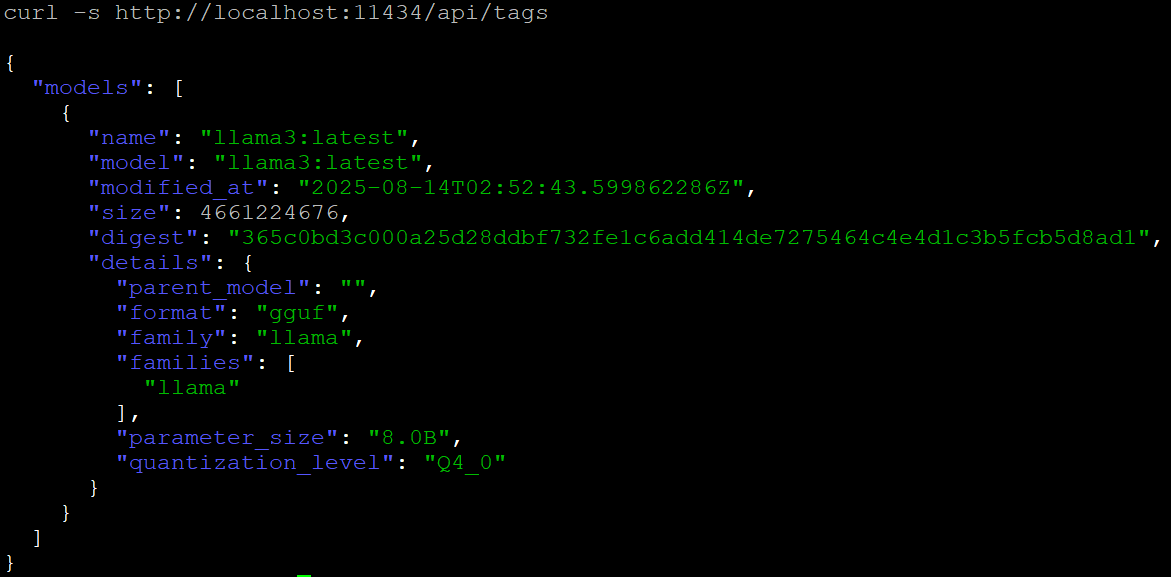 curl -s http://localhost:11434/api/tags
{
"models": [
{
"name": "llama3:latest",
"model": "llama3:latest",
"modified_at": "2025-08-14T02:52:43.599862286Z",
"size": 4661224676,
"digest": "365c0bd3c000a25d28ddbf732fe1c6add414de7275464c4e4d1c3b5fcb5d8ad1",
"details": {
"parent_model": "",
"format": "gguf",
"family": "llama",
"families": [
"llama"
],
"parameter_size": "8.0B",
"quantization_level": "Q4_0"
}
}
]
}